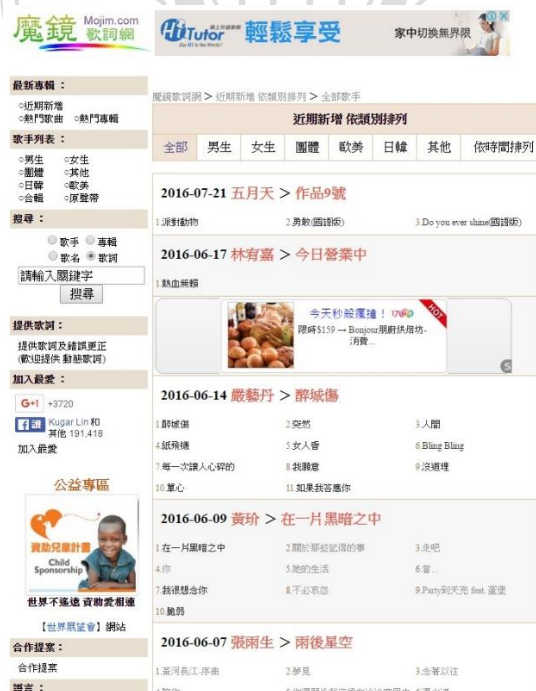 魔鏡 Mojim.com
歌詞網
HiTutor
輕鬆享受
家中切換無界限
最新專輯：
○近期新增
○熱門歌曲 ○熱門專輯
歌手列表：
○男生 ○女生
○團體 ○其他
○日韓 ○歐美
○合輯 ○原聲帶
搜尋：
歌手 專輯
歌名 歌詞
請輸入關鍵字
搜尋
提供歌詞：
提供歌詞及錯誤更正
(歡迎提供 動態歌詞)
加入最愛：
G+1 +3720
讚 Kugar Lin 和
其他 191,418
加入最愛
公益專區
資助兒童計畫
Child
Sponsorship
世界不遙遠 資助愛相連
【世界展望會】網站
合作提案：
合作提案
語言：
魔鏡歌詞網 > 近期新增 依類別排列 > 全部歌手
近期新增 依類別排列
全部 男生 女生 團體 歐美 日韓 其他 依時間排列
2016-07-21 五月天 > 作品9號
1.派對動物 2.勇敢(國語版) 3.Do you ever shine(國語版)
2016-06-17 林宥嘉 > 今日營業中
1.熱血無賴
今天秒殺瘋搶！ 17Life
HOT
限時$159 → Bonjour朋廚烘焙坊-
消費...
2016-06-14 嚴藝丹 > 醉城傷
1.醉城傷 2.突然 3.人間
4.紙飛機 5.女人香 6.Bling Bling
7.每一次讓人心碎的 8.我願意 9.沒道理
10.單心 11.如果我答應你
2016-06-09 黃玠 > 在一片黑暗之中
1.在一片黑暗之中 2.關於那些記得的事 3.走吧
4.你 5.她的生活 6.當...
7.我很想念你 8.不必哀怨 9.Party到天亮 feat. 蛋堡
10.脆弱
2016-06-07 張雨生 > 雨後星空
1.黃河長江-序曲 2.夢見 3.念著以往